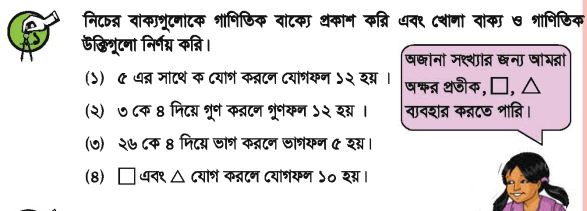 নিচের বাক্যগুলোকে গাণিতিক বাক্যে প্রকাশ করি এবং খোলা বাক্য ও গাণিতিক
উক্তিগুলো নির্ণয় করি।
(১) ৫ এর সাথে ক যোগ করলে যোগফল ১২ হয় ।
(২) ৩ কে ৪ দিয়ে গুণ করলে গুণফল ১২ হয় ।
(৩) ২৬ কে ৪ দিয়ে ভাগ করলে ভাগফল ৫ হয়।
(৪) □ এবং △ যোগ করলে যোগফল ১০ হয়।
অজানা সংখ্যার জন্য আমরা
অক্ষর প্রতীক, □, △
ব্যবহার করতে পারি।